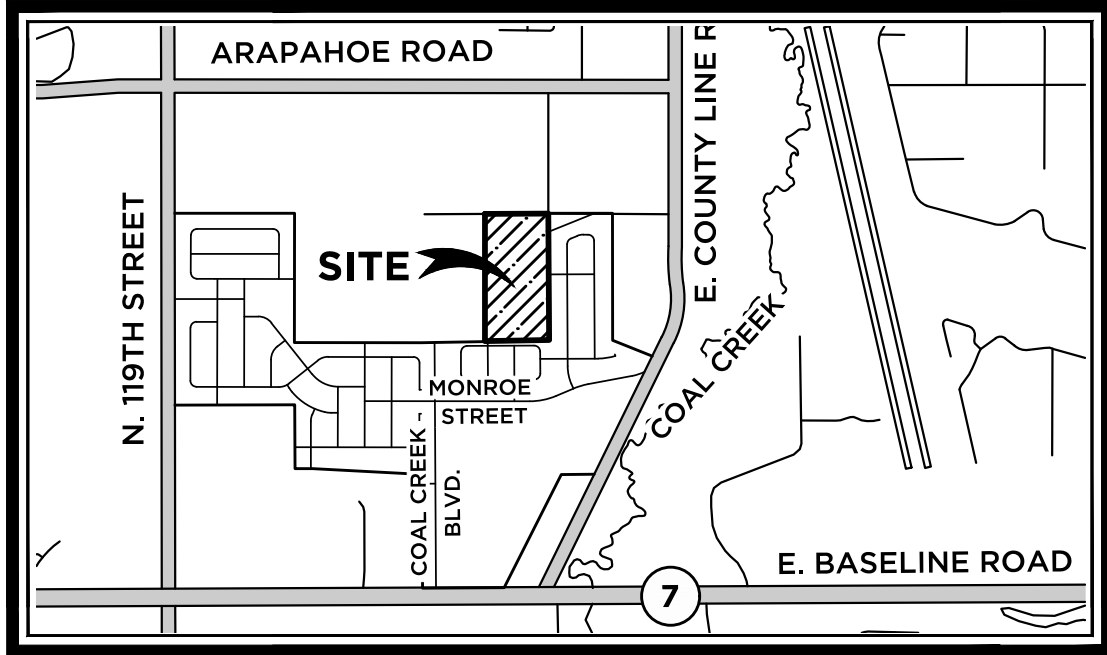 ARAPAHOE ROAD
E. COUNTY LINE R
N. 119TH STREET
SITE
COAL CREEK
MONROE
STREET
COAL CREEK
BLVD.
E. BASELINE ROAD
7